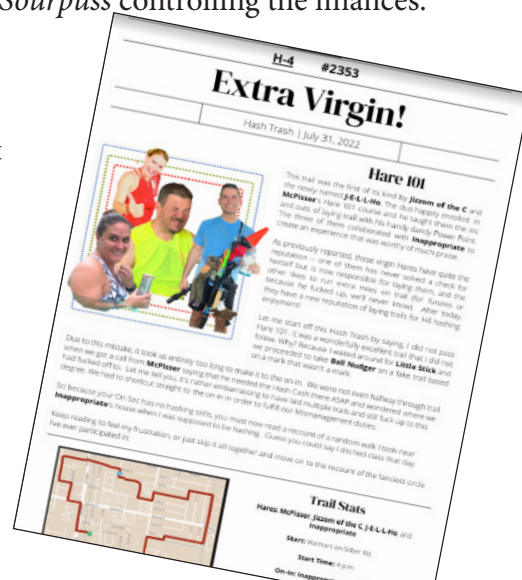 Sourpass controlling the finances.
H-4 #2353
Extra Virgin!
Hash Trash | July 31, 2022
Hare 101
This trail was the first of its kind by Jizzom of the C and
the newly named J-E-L-L-Ho. The duo happily enrolled in
McPisser's Hare 101 course and he taught them the ins
and outs of laying trail with his handy dandy Power Point.
The three of them collaborated with Inappropriate to
create an experience that was worthy of much praise.
As previously reported, these virgin Hares have quite the
reputation -- one of them has never solved a check for
herself but is now responsible for laying them, and the
other likes to run extra miles on trail (for funsies or
because he fucked up, we'll never know). After today,
they have a new reputation of laying trails for H4 hashing
enjoyment!
Let me start off this Hash Trash by saying, I did not pass
Hare 101. It was a wonderfully excellent trail that I did not
follow. Why? Because I waited around for Little Stick and
we proceeded to take Ball Nudger on a fake trail based
on a mark that wasn't a mark.
Due to this mistake, it took us entirely too long to make it to the on-in. We were not even halfway through trail
when we got a call from McPisser saying that he needed the Hash Cash there ASAP and wondered where we
had fucked off to. Let me tell you, it's rather embarrassing to have laid multiple trails and still fuck up to this
degree. We had to shortcut straight to the on-in in order to fulfill our Mismanagement duties.
So because your On-Sec has no hashing skills, you must now read a recount of a random walk I took near
Inappropriate's house when I was supposed to be hashing. Guess you could say I ditched class that day.
Keep reading to feel my frustration, or just skip it all together and move on to the recount of the fanciest circle
I've ever participated in.
Trail Stats
Hares: McPisser, Jizzom of the C, J-E-L-L-Ho, and
Inappropriate
Start: Walmart on Silber Rd.
Start Time: 4 p.m.